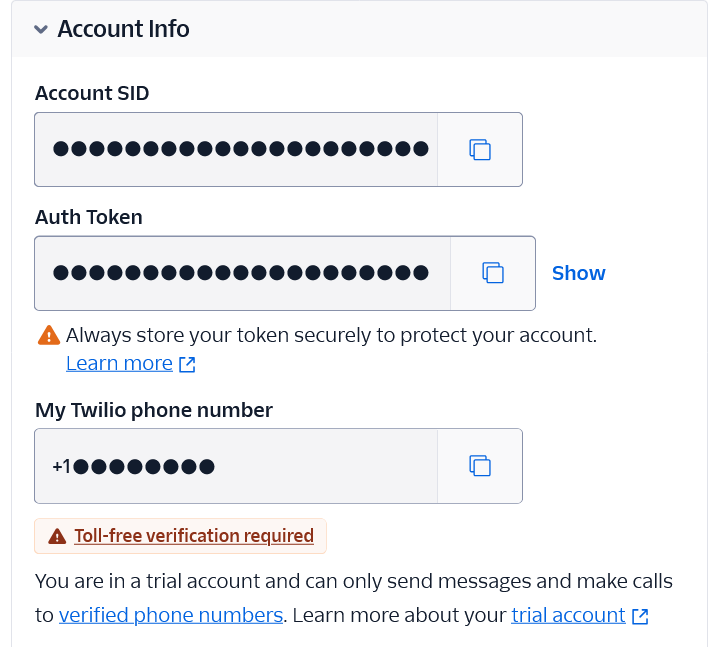 Account Info
Account SID
●●●●●●●●●●●●●●●●●●●●●
Auth Token
●●●●●●●●●●●●●●●●●●●●●
Show
Always store your token securely to protect your account.
Learn more
My Twilio phone number
+1●●●●●●●●
Toll-free verification required
You are in a trial account and can only send messages and make calls
to verified phone numbers. Learn more about your trial account